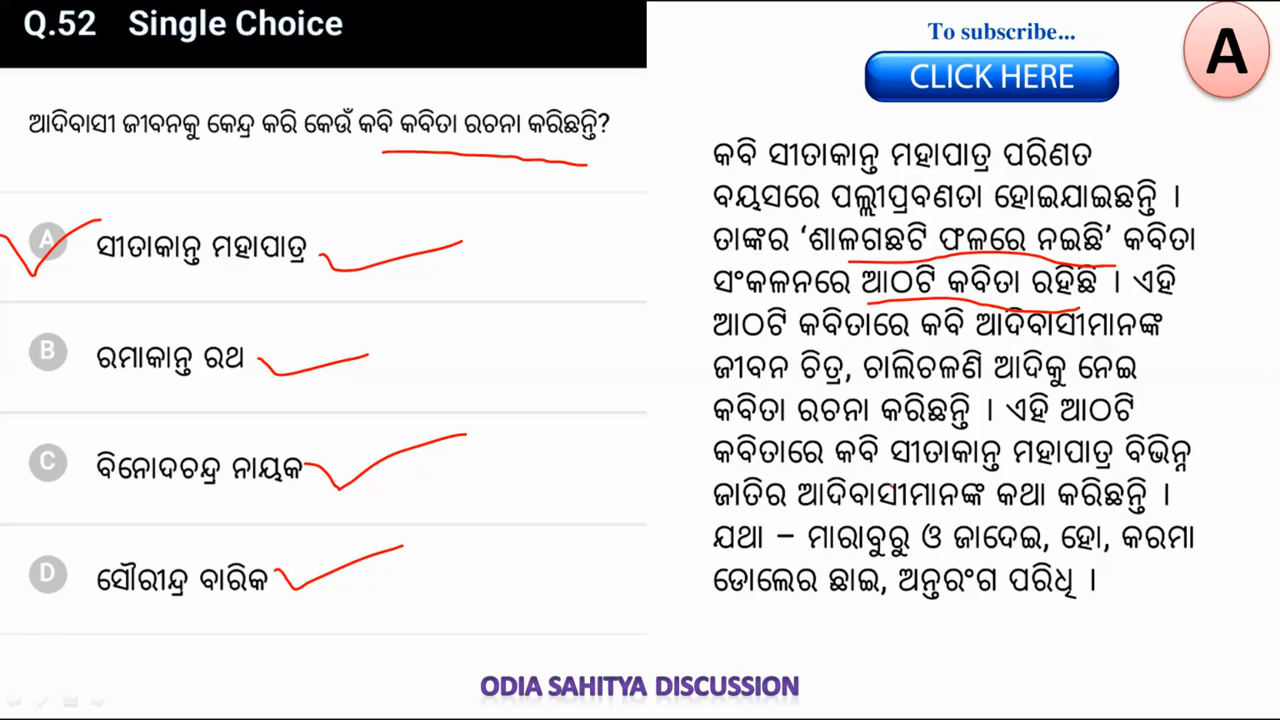 Q.52 Single Choice
ଆଦିବାସୀ ଜୀବନକୁ କେନ୍ଦ୍ର କରି କେଉଁ କବି କବିତା ରଚନା କରିଛନ୍ତି?
A ସୀତାକାନ୍ତ ମହାପାତ୍ର
B ରମାକାନ୍ତ ରଥ
C ବିନୋଦଚନ୍ଦ୍ର ନାୟକ
D ସୌରୀନ୍ଦ୍ର ବାରିକ
To subscribe...
CLICK HERE
A
କବି ସୀତାକାନ୍ତ ମହାପାତ୍ର ପରିଣତ
ବୟସରେ ପଲ୍ଲୀପ୍ରବଣତା ହୋଇଯାଇଛନ୍ତି ।
ତାଙ୍କର ‘ଶାଳଗଛଟି ଫଳରେ ନଇଛି’ କବିତା
ସଂକଳନରେ ଆଠଟି କବିତା ରହିଛି । ଏହି
ଆଠଟି କବିତାରେ କବି ଆଦିବାସୀମାନଙ୍କ
ଜୀବନ ଚିତ୍ର, ଚାଲିଚଳଣି ଆଦିକୁ ନେଇ
କବିତା ରଚନା କରିଛନ୍ତି । ଏହି ଆଠଟି
କବିତାରେ କବି ସୀତାକାନ୍ତ ମହାପାତ୍ର ବିଭିନ୍ନ
ଜାତିର ଆଦିବାସୀମାନଙ୍କ କଥା କରିଛନ୍ତି ।
ଯଥା – ମାରାବୁରୁ ଓ ଜାଦେଇ, ହୋ, କରମା
ଡୋଲେର ଛାଇ, ଅନ୍ତରଂଗ ପରିଧି ।
ODIA SAHITYA DISCUSSION